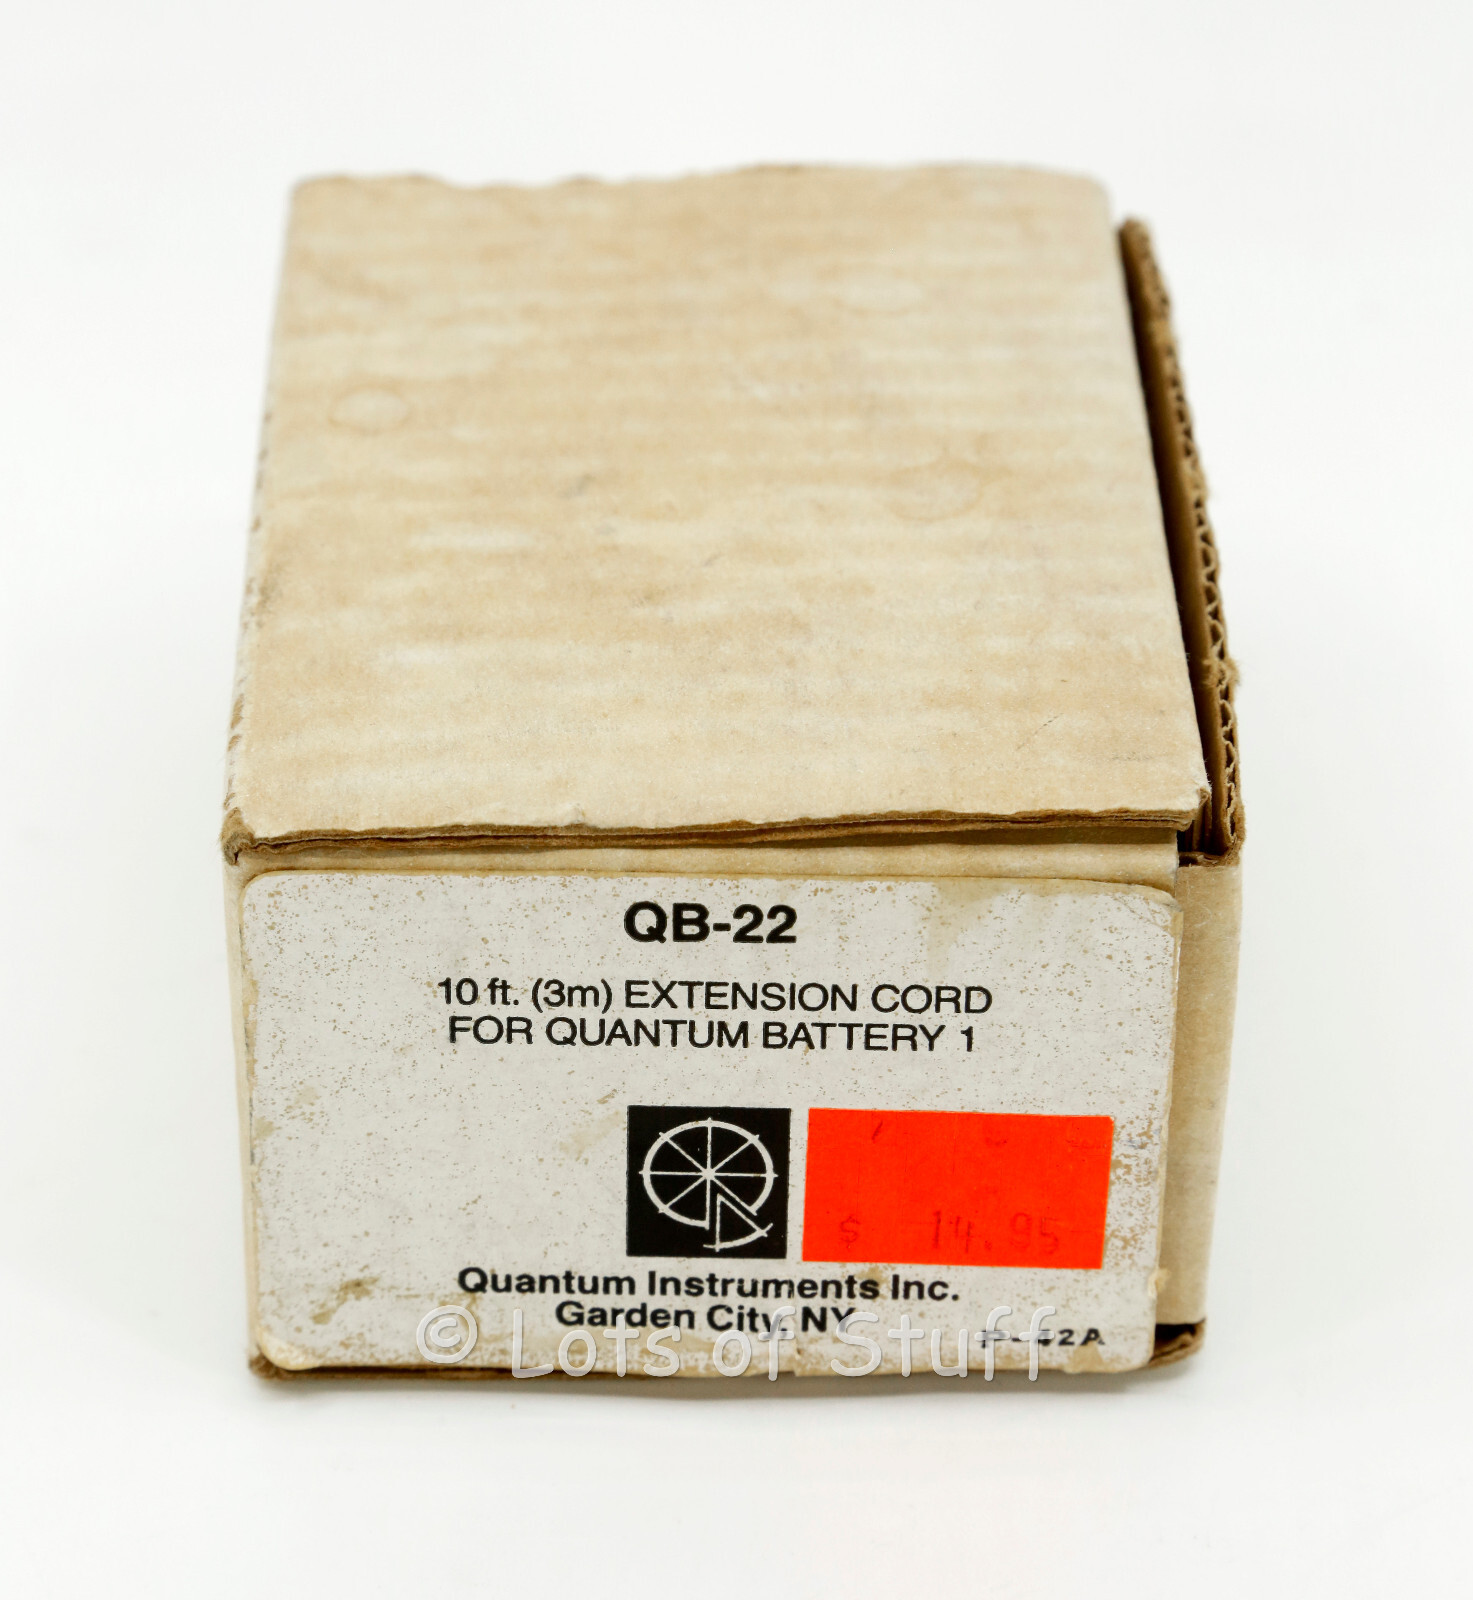 QB-22
10 ft. (3m) EXTENSION CORD
FOR QUANTUM BATTERY 1
$ 14.95
Quantum Instruments Inc.
Garden City, NY
P-42A
© Lots of Stuff